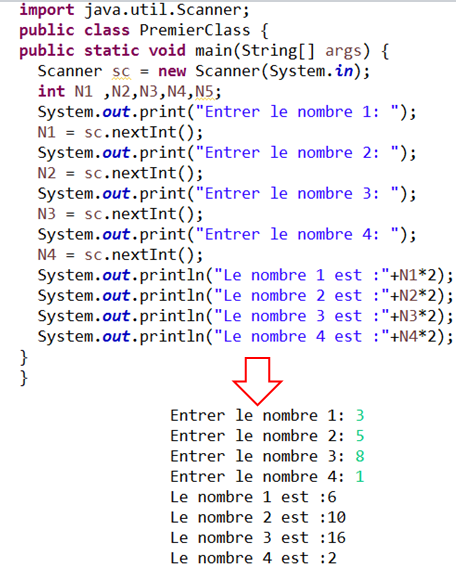 import java.util.Scanner;
public class PremierClass {
public static void main(String[] args) {
Scanner sc = new Scanner(System.in);
int N1 ,N2,N3,N4,N5;
System.out.print("Entrer le nombre 1: ");
N1 = sc.nextInt();
System.out.print("Entrer le nombre 2: ");
N2 = sc.nextInt();
System.out.print("Entrer le nombre 3: ");
N3 = sc.nextInt();
System.out.print("Entrer le nombre 4: ");
N4 = sc.nextInt();
System.out.println("Le nombre 1 est :"+N1*2);
System.out.println("Le nombre 2 est :"+N2*2);
System.out.println("Le nombre 3 est :"+N3*2);
System.out.println("Le nombre 4 est :"+N4*2);
}
}
Entrer le nombre 1: 3
Entrer le nombre 2: 5
Entrer le nombre 3: 8
Entrer le nombre 4: 1
Le nombre 1 est :6
Le nombre 2 est :10
Le nombre 3 est :16
Le nombre 4 est :2